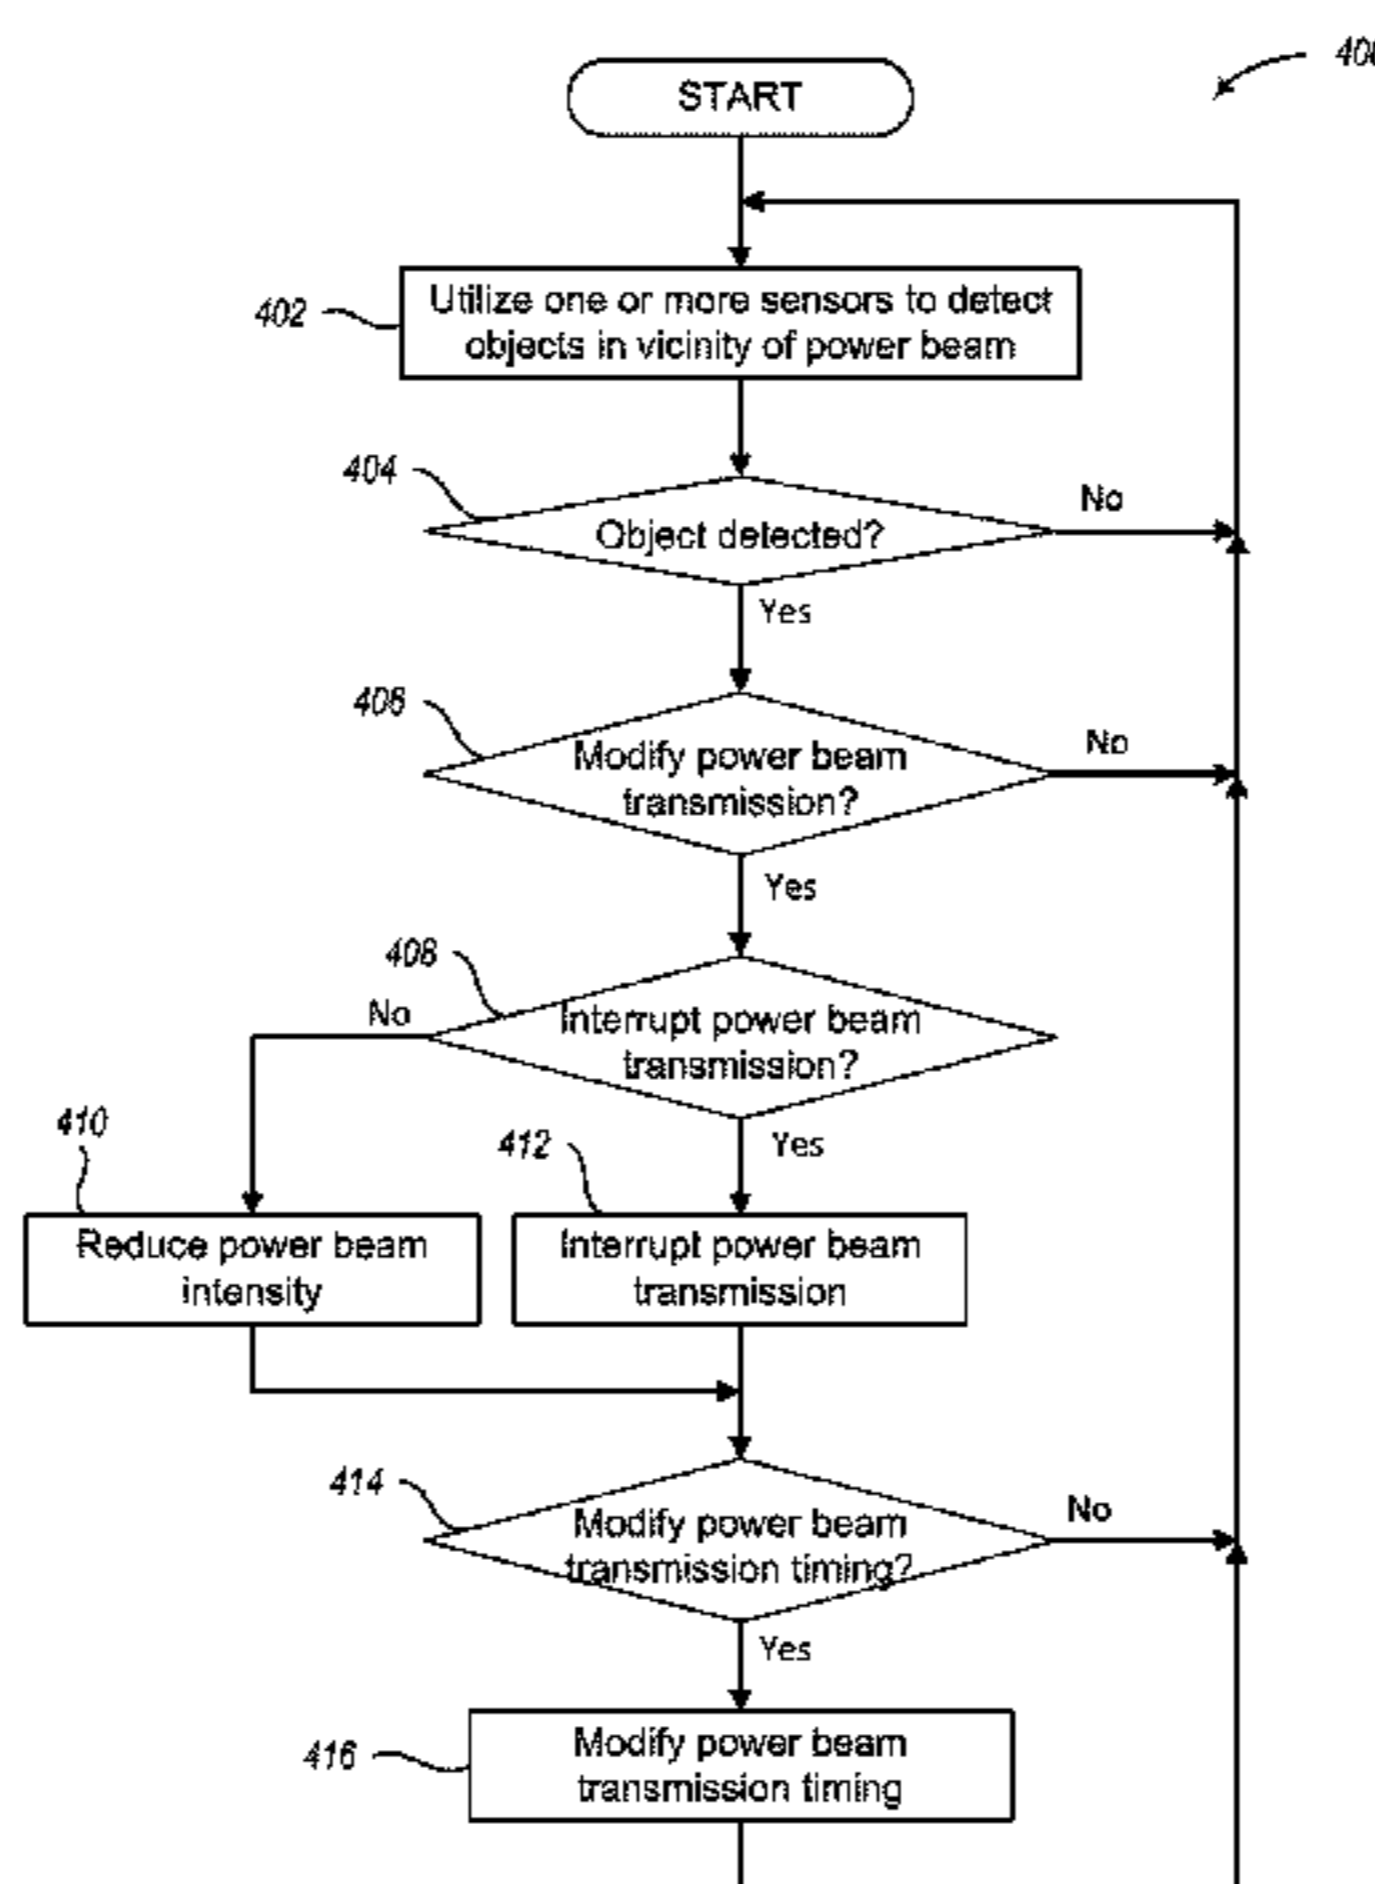 400
START
402
Utilize one or more sensors to detect
objects in vicinity of power beam
404
Object detected?
No
Yes
406
Modify power beam
transmission?
No
Yes
408
Interrupt power beam
transmission?
No
Yes
410
412
Reduce power beam
intensity
Interrupt power beam
transmission
414
Modify power beam
transmission timing?
No
Yes
416
Modify power beam
transmission timing